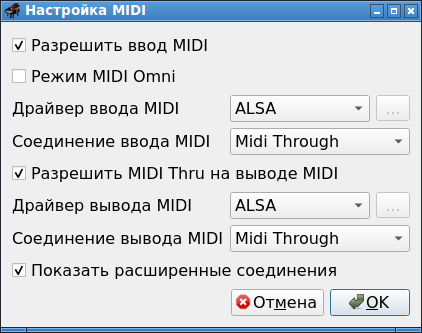 Настройка MIDI
Разрешить ввод MIDI
Режим MIDI Omni
Драйвер ввода MIDI ALSA ...
Соединение ввода MIDI Midi Through
Разрешить MIDI Thru на выводе MIDI
Драйвер вывода MIDI ALSA ...
Соединение вывода MIDI Midi Through
Показать расширенные соединения
Отмена OK